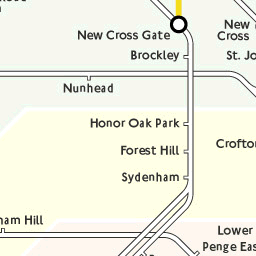 New Cross Gate
New
Cross
Brockley
St. Jo
Nunhead
Honor Oak Park
Crofton
Forest Hill
Sydenham
ham Hill
Lower
Penge Eas